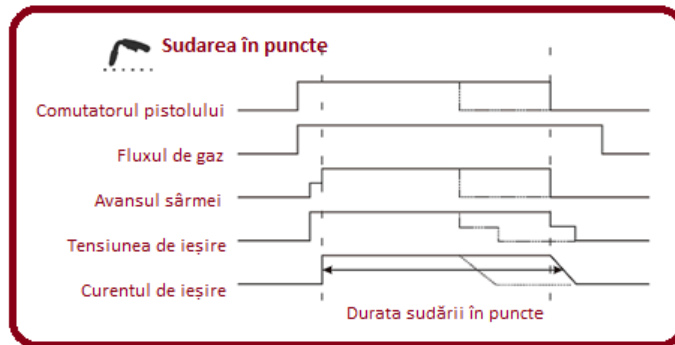 Sudarea în puncte
Comutatorul pistolului
Fluxul de gaz
Avansul sârmei
Tensiunea de ieșire
Curentul de ieșire
Durata sudării în puncte